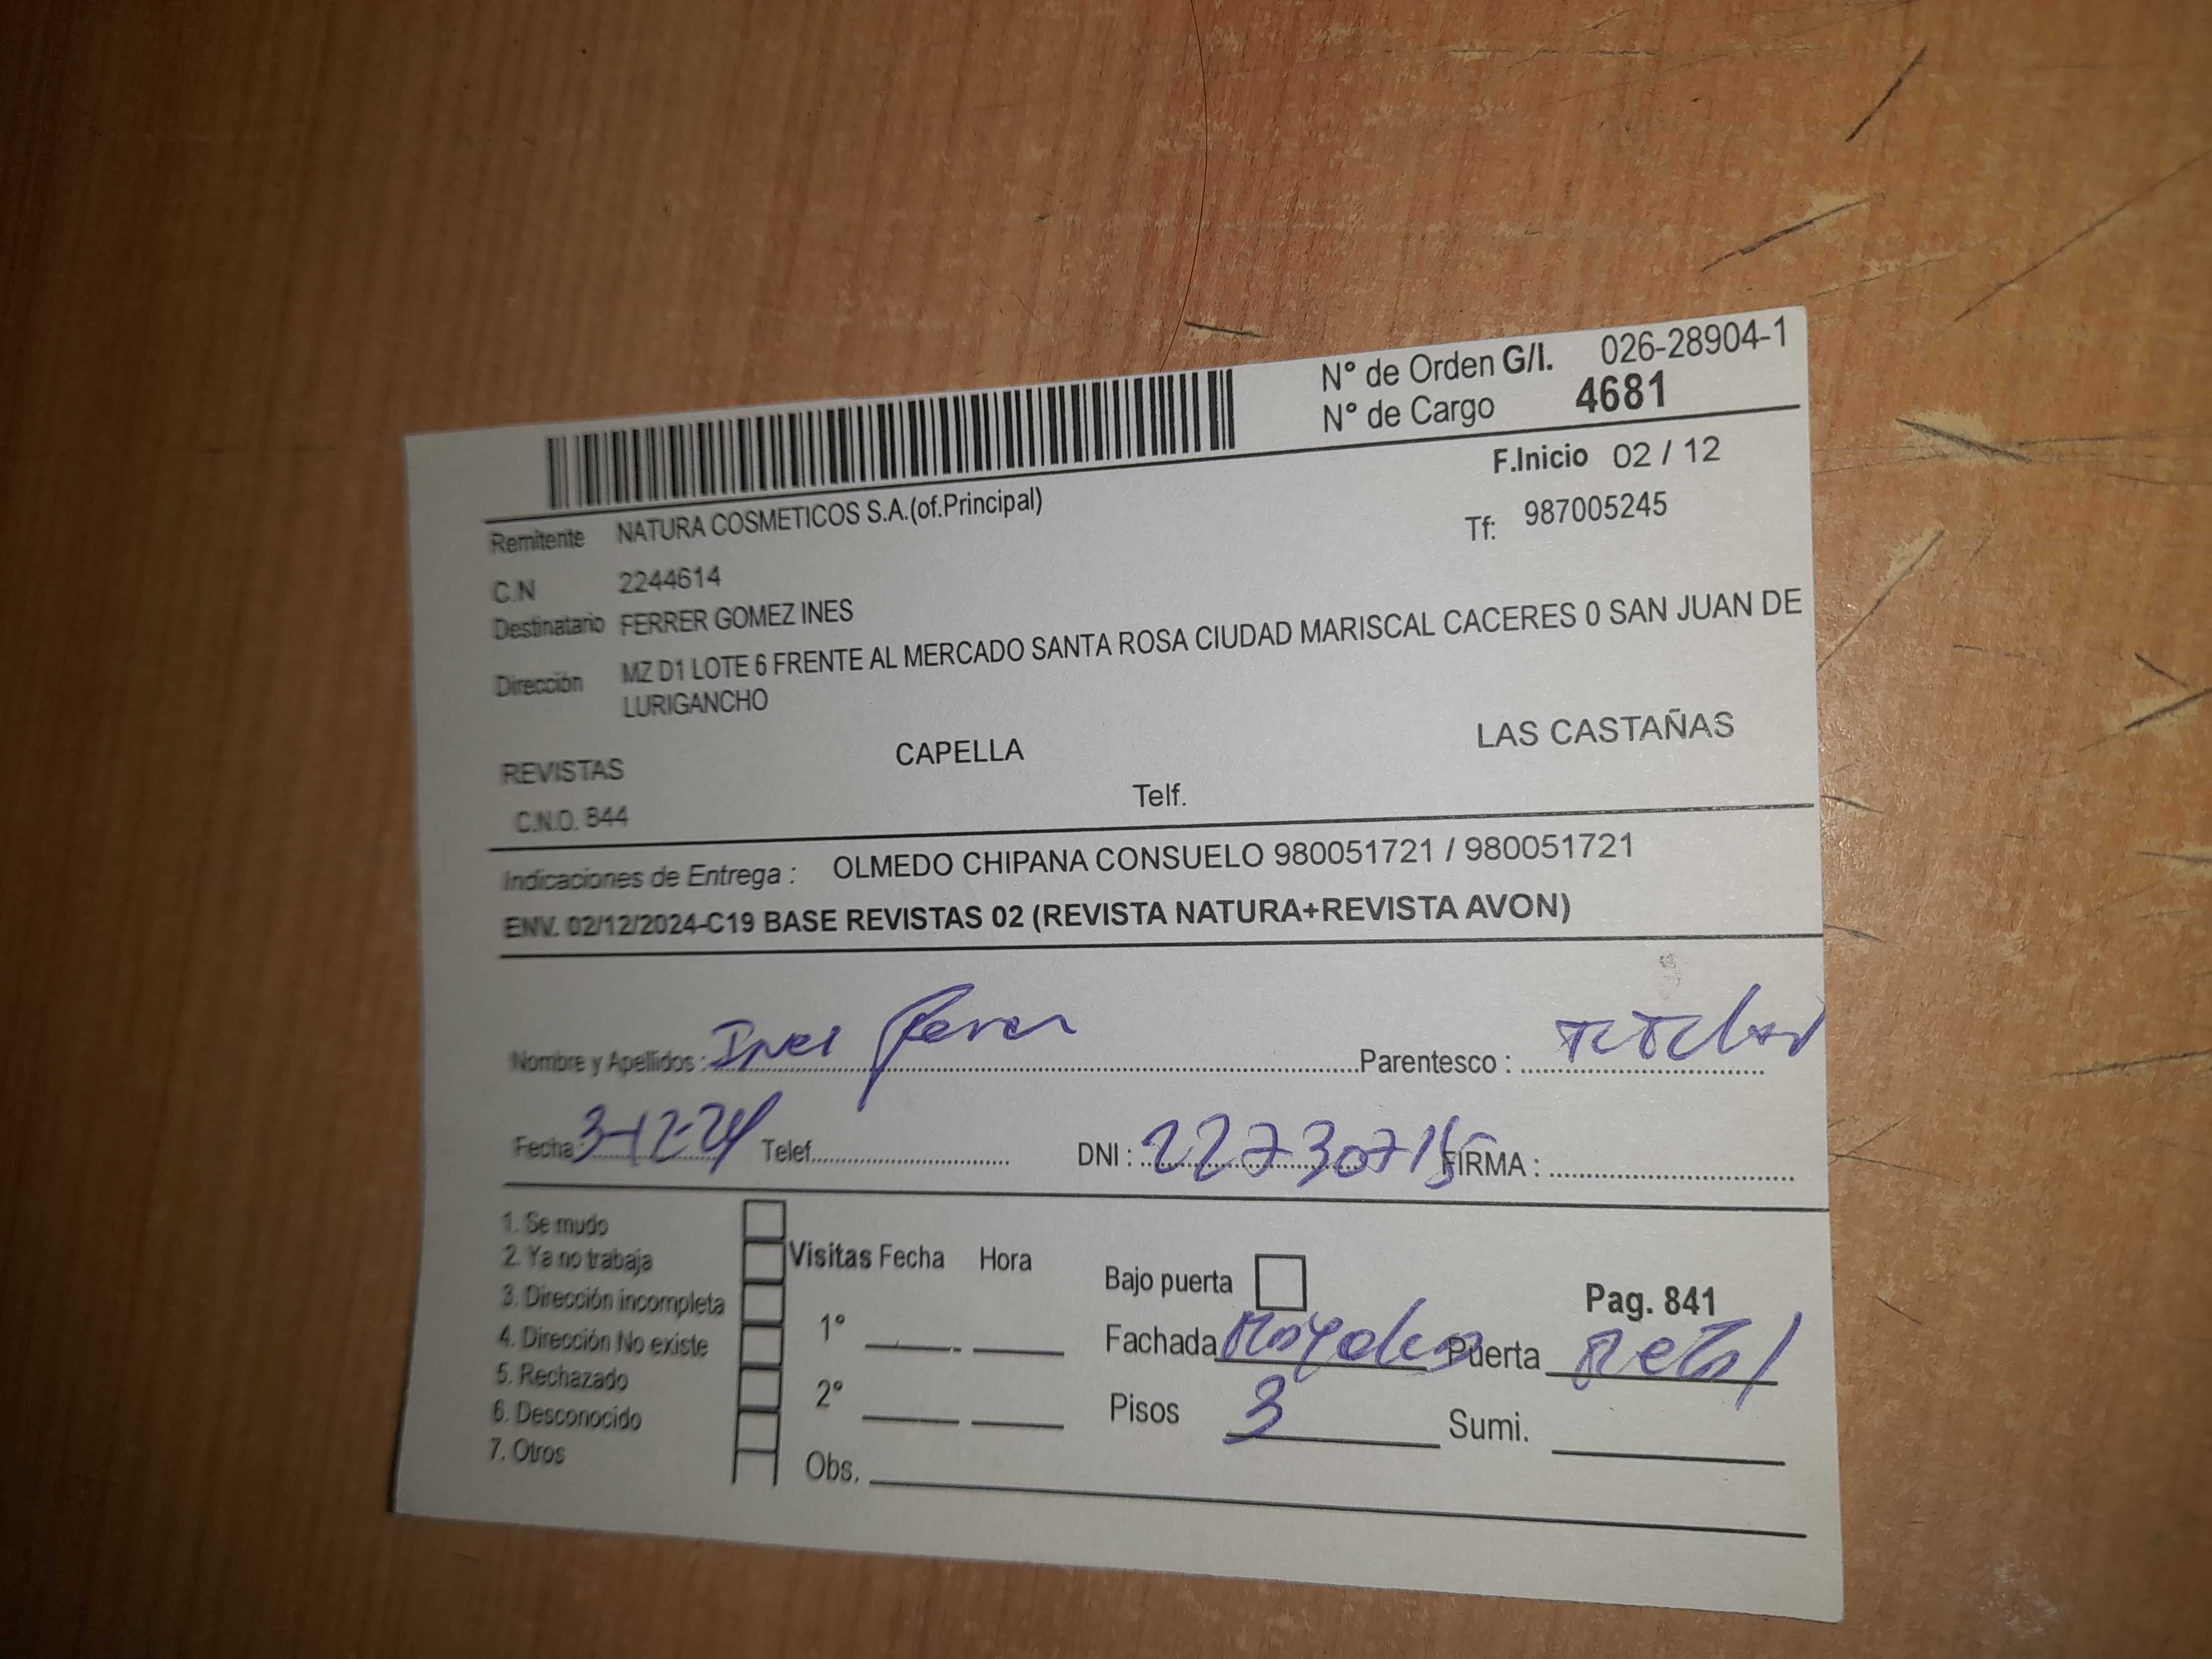 N° de Orden G/I. 026-28904-1
N° de Cargo 4681
F.Inicio 02 / 12
Remitente NATURA COSMETICOS S.A.(of.Principal)
Tf: 987005245
C.N 2244614
Destinatario FERRER GOMEZ INES
Dirección MZ D1 LOTE 6 FRENTE AL MERCADO SANTA ROSA CIUDAD MARISCAL CACERES 0 SAN JUAN DE
LURIGANCHO
REVISTAS CAPELLA LAS CASTAÑAS
C.N.O. 844 Telf.
Indicaciones de Entrega : OLMEDO CHIPANA CONSUELO 980051721 / 980051721
ENV. 02/12/2024-C19 BASE REVISTAS 02 (REVISTA NATURA+REVISTA AVON)
Nombre y Apellidos : Ines Ferrer Parentesco :
Fecha 3-12-24 Telef. DNI : 22730715 FIRMA :
1. Se mudo
2. Ya no trabaja
3. Dirección incompleta
4. Dirección No existe
5. Rechazado
6. Desconocido
7. Otros
Visitas Fecha Hora
1°
2°
Obs.
Bajo puerta Pag. 841
Fachada Puerta Metal
Pisos 3 Sumi.